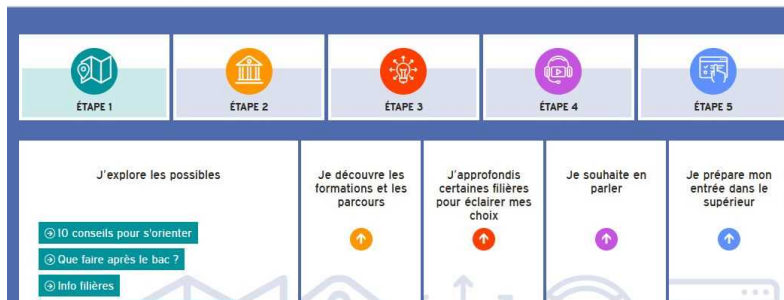 ÉTAPE 1
ÉTAPE 2
ÉTAPE 3
ÉTAPE 4
ÉTAPE 5
J'explore les possibles
10 conseils pour s'orienter
Que faire après le bac ?
Info filières
Je découvre les
formations et les
parcours
J'approfondis
certaines filières
pour éclairer mes
choix
Je souhaite en
parler
Je prépare mon
entrée dans le
supérieur